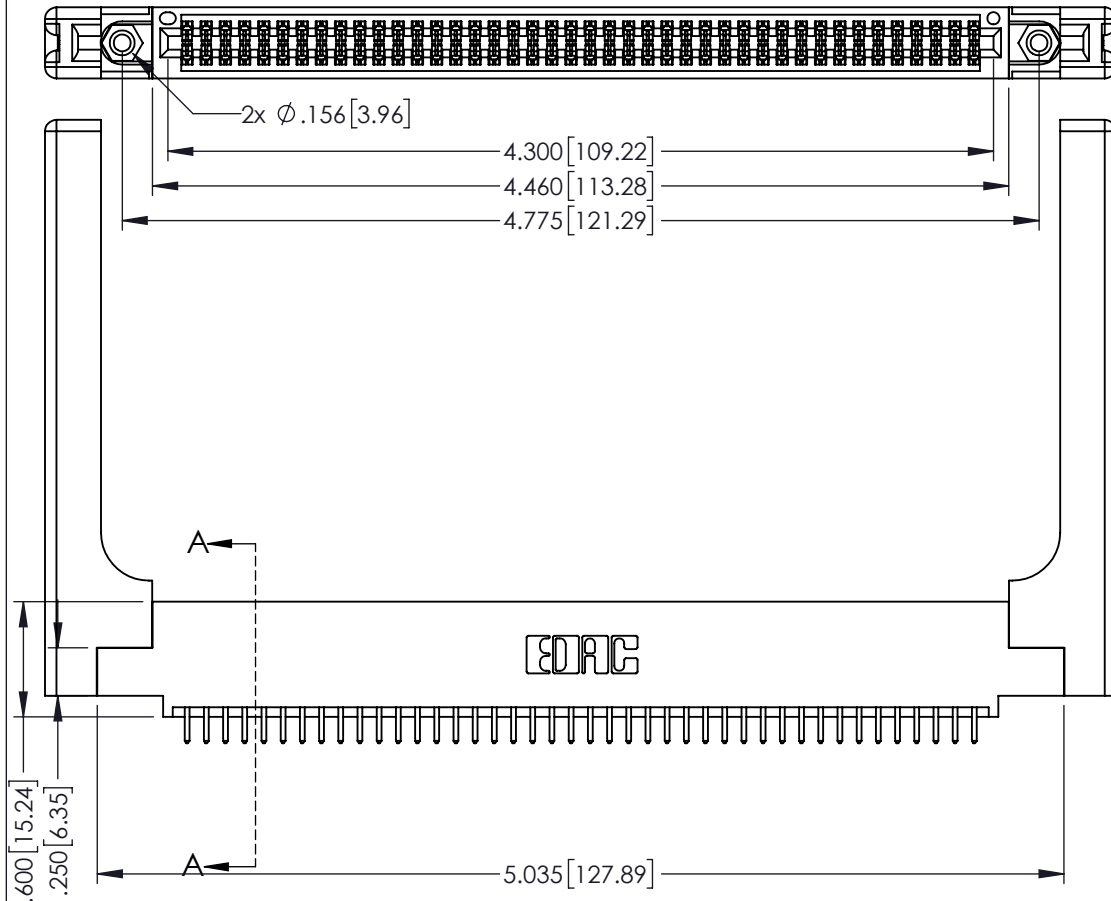 2x Ø.156[3.96]
4.300[109.22]
4.460[113.28]
4.775[121.29]
A
EDAC
.600[15.24]
.250[6.35]
A
5.035[127.89]